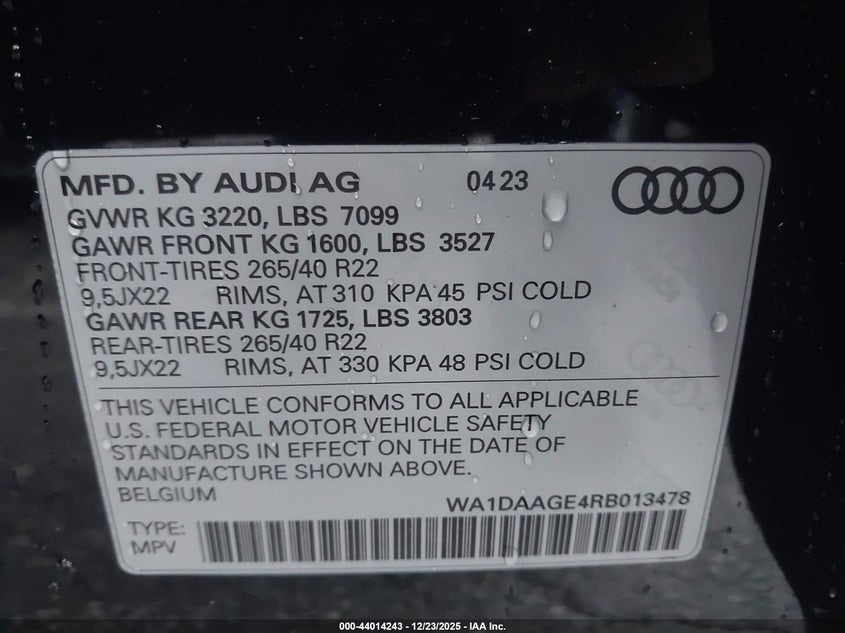 MFD. BY AUDI AG 04 23
GVWR KG 3220, LBS 7099
GAWR FRONT KG 1600, LBS 3527
FRONT-TIRES 265/40 R22
9,5JX22 RIMS, AT 310 KPA 45 PSI COLD
GAWR REAR KG 1725, LBS 3803
REAR-TIRES 265/40 R22
9,5JX22 RIMS, AT 330 KPA 48 PSI COLD
THIS VEHICLE CONFORMS TO ALL APPLICABLE
U.S. FEDERAL MOTOR VEHICLE SAFETY
STANDARDS IN EFFECT ON THE DATE OF
MANUFACTURE SHOWN ABOVE.
BELGIUM WA1DAAGE4RB013478
TYPE:
MPV
000-44014243 - 12/23/2025 - IAA Inc.